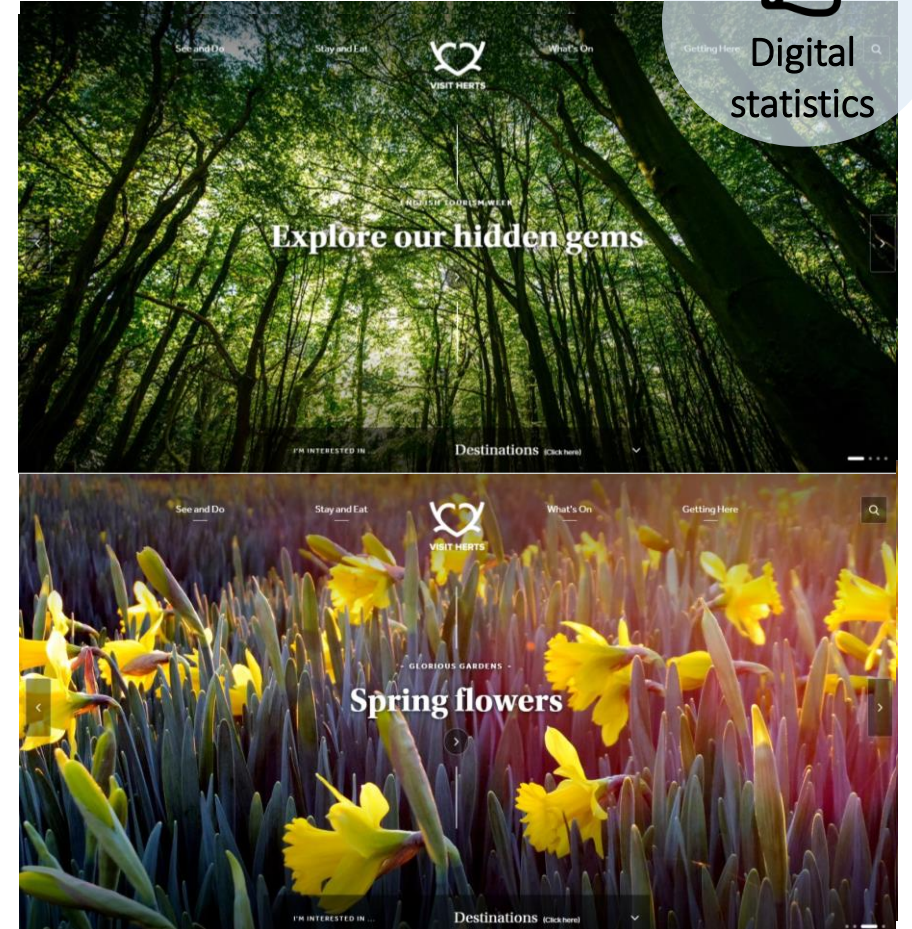 Digital
statistics
See and Do
Stay and Eat
VISIT HERTS
What's On
Getting Here
ENGLISH TOURISM WEEK
Explore our hidden gems
I'M INTERESTED IN ...
Destinations (Click here)
See and Do
Stay and Eat
VISIT HERTS
What's On
Getting Here
- GLORIOUS GARDENS -
Spring flowers
I'M INTERESTED IN ...
Destinations (Click here)